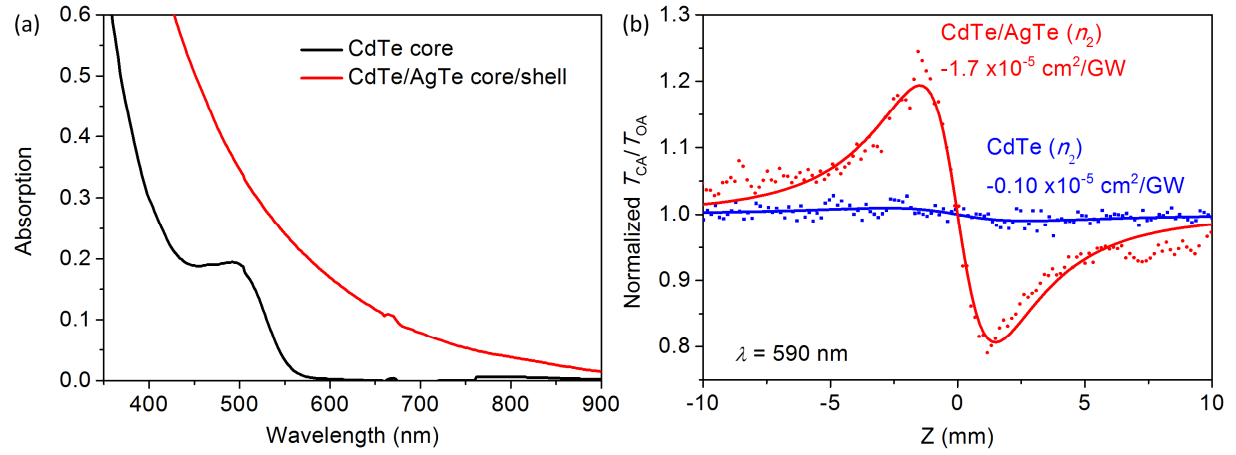 (a)
0.6
0.5
0.4
0.3
0.2
0.1
0.0
Absorption
CdTe core
CdTe/AgTe core/shell
400 500 600 700 800 900
Wavelength (nm)
(b)
1.3
1.2
1.1
1.0
0.9
0.8
Normalized T_CA/T_OA
CdTe/AgTe (n₂)
-1.7 x10⁻⁵ cm²/GW
CdTe (n₂)
-0.10 x10⁻⁵ cm²/GW
λ = 590 nm
-10 -5 0 5 10
Z (mm)